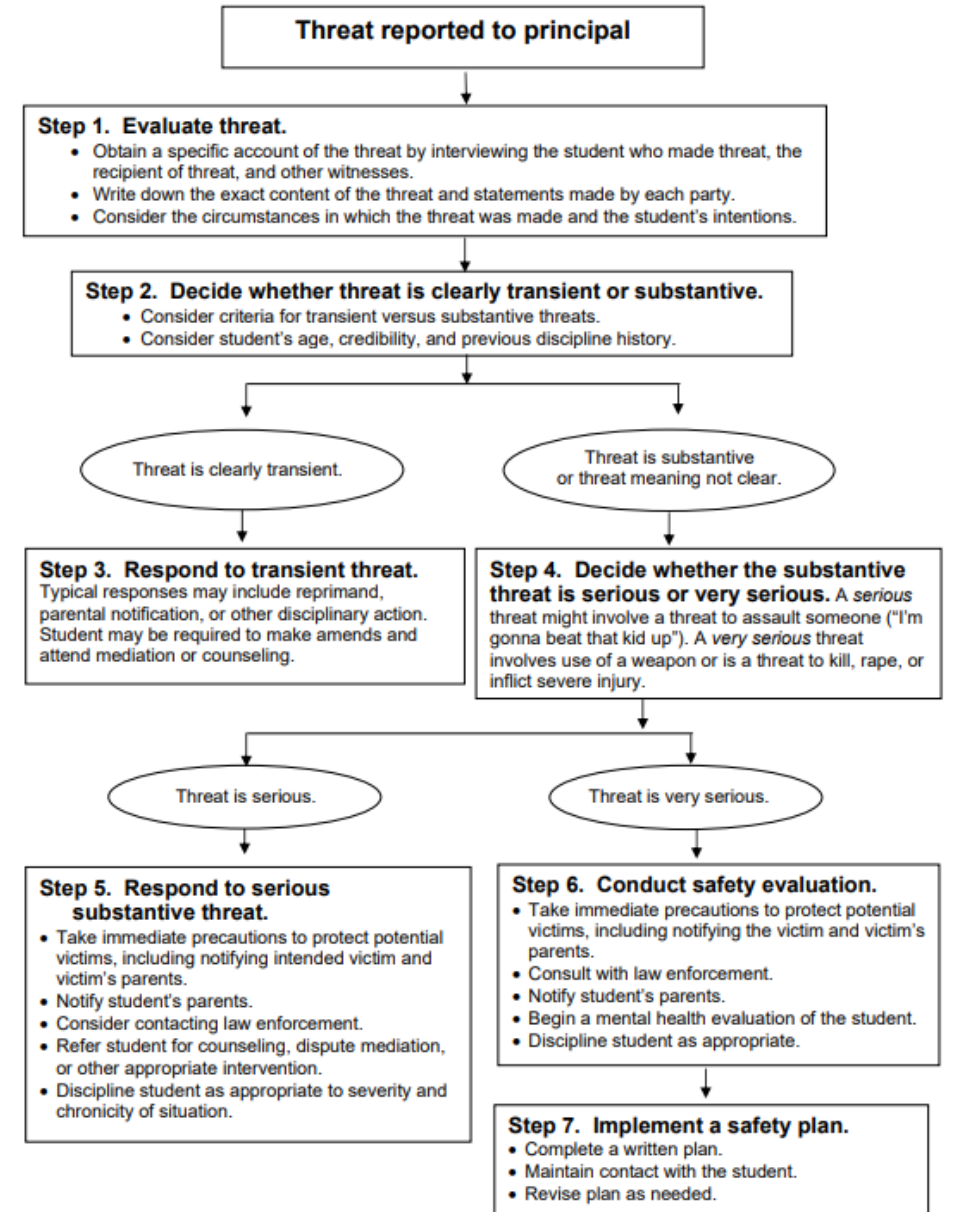 Threat reported to principal
Step 1. Evaluate threat.
• Obtain a specific account of the threat by interviewing the student who made threat, the
recipient of threat, and other witnesses.
• Write down the exact content of the threat and statements made by each party.
• Consider the circumstances in which the threat was made and the student's intentions.
Step 2. Decide whether threat is clearly transient or substantive.
• Consider criteria for transient versus substantive threats.
• Consider student's age, credibility, and previous discipline history.
Threat is clearly transient.
Threat is substantive
or threat meaning not clear.
Step 3. Respond to transient threat.
Typical responses may include reprimand,
parental notification, or other disciplinary action.
Student may be required to make amends and
attend mediation or counseling.
Step 4. Decide whether the substantive
threat is serious or very serious. A serious
threat might involve a threat to assault someone ("I'm
gonna beat that kid up"). A very serious threat
involves use of a weapon or is a threat to kill, rape, or
inflict severe injury.
Threat is serious.
Threat is very serious.
Step 5. Respond to serious
substantive threat.
• Take immediate precautions to protect potential
victims, including notifying intended victim and
victim's parents.
• Notify student's parents.
• Consider contacting law enforcement.
• Refer student for counseling, dispute mediation,
or other appropriate intervention.
• Discipline student as appropriate to severity and
chronicity of situation.
Step 6. Conduct safety evaluation.
• Take immediate precautions to protect potential
victims, including notifying the victim and victim's
parents.
• Consult with law enforcement.
• Notify student's parents.
• Begin a mental health evaluation of the student.
• Discipline student as appropriate.
Step 7. Implement a safety plan.
• Complete a written plan.
• Maintain contact with the student.
• Revise plan as needed.